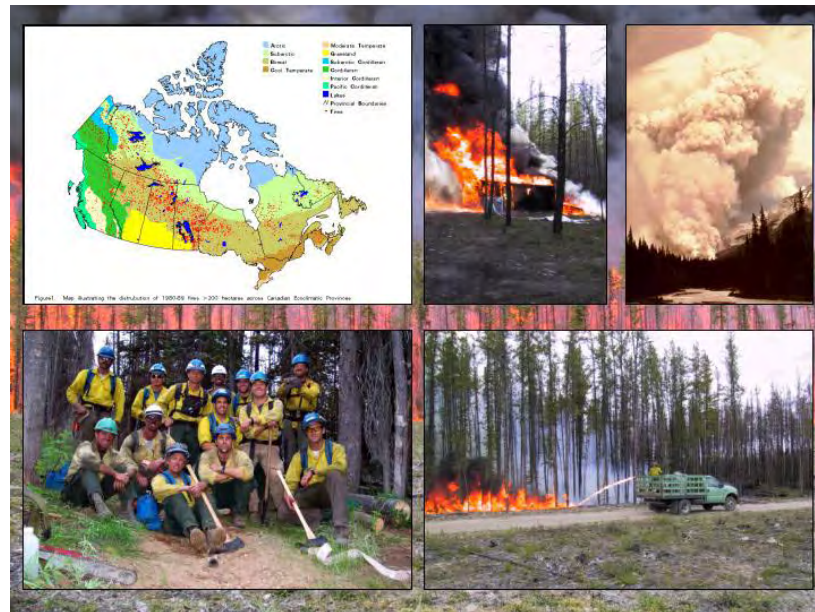 Arctic
Subarctic
Boreal
Cool Temperate
Moderate Temperate
Grassland
Subarctic Cordilleran
Cordilleran
Interior Cordilleran
Pacific Cordilleran
Lakes
Provincial Boundaries
Fires
Figure1. Map illustrating the distrubution of 1980-89 fires >200 hectares across Canadian Ecoclimatic Provinces